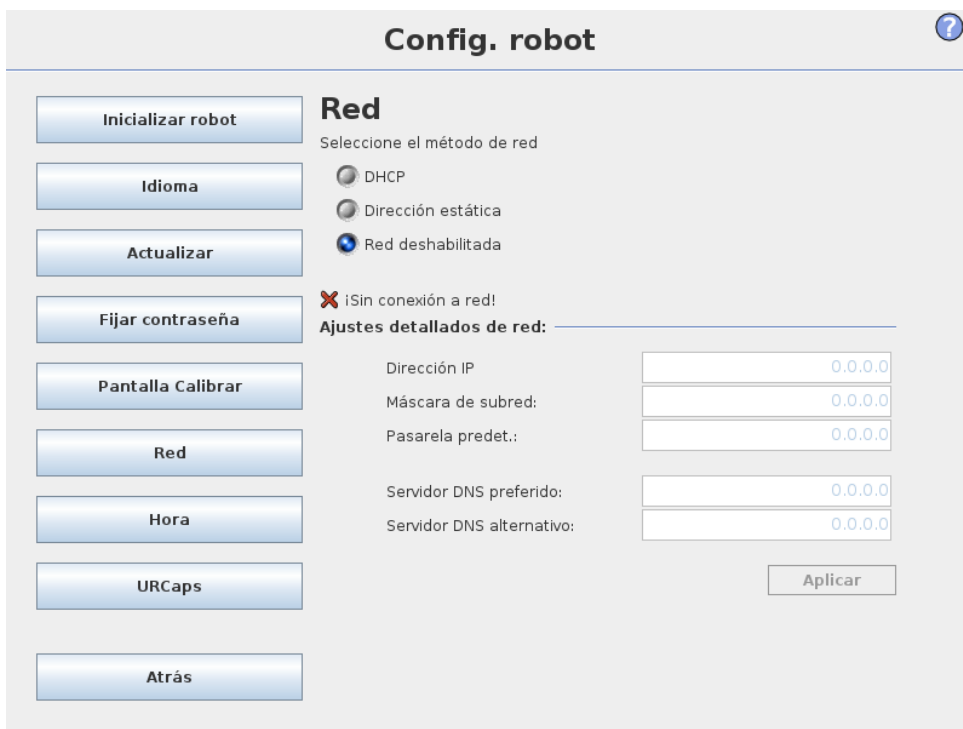 Config. robot
?
Inicializar robot
Idioma
Actualizar
Fijar contraseña
Pantalla Calibrar
Red
Hora
URCaps
Atrás
Red
Seleccione el método de red
DHCP
Dirección estática
Red deshabilitada
¡Sin conexión a red!
Ajustes detallados de red:
Dirección IP 0.0.0.0
Máscara de subred: 0.0.0.0
Pasarela predet.: 0.0.0.0
Servidor DNS preferido: 0.0.0.0
Servidor DNS alternativo: 0.0.0.0
Aplicar